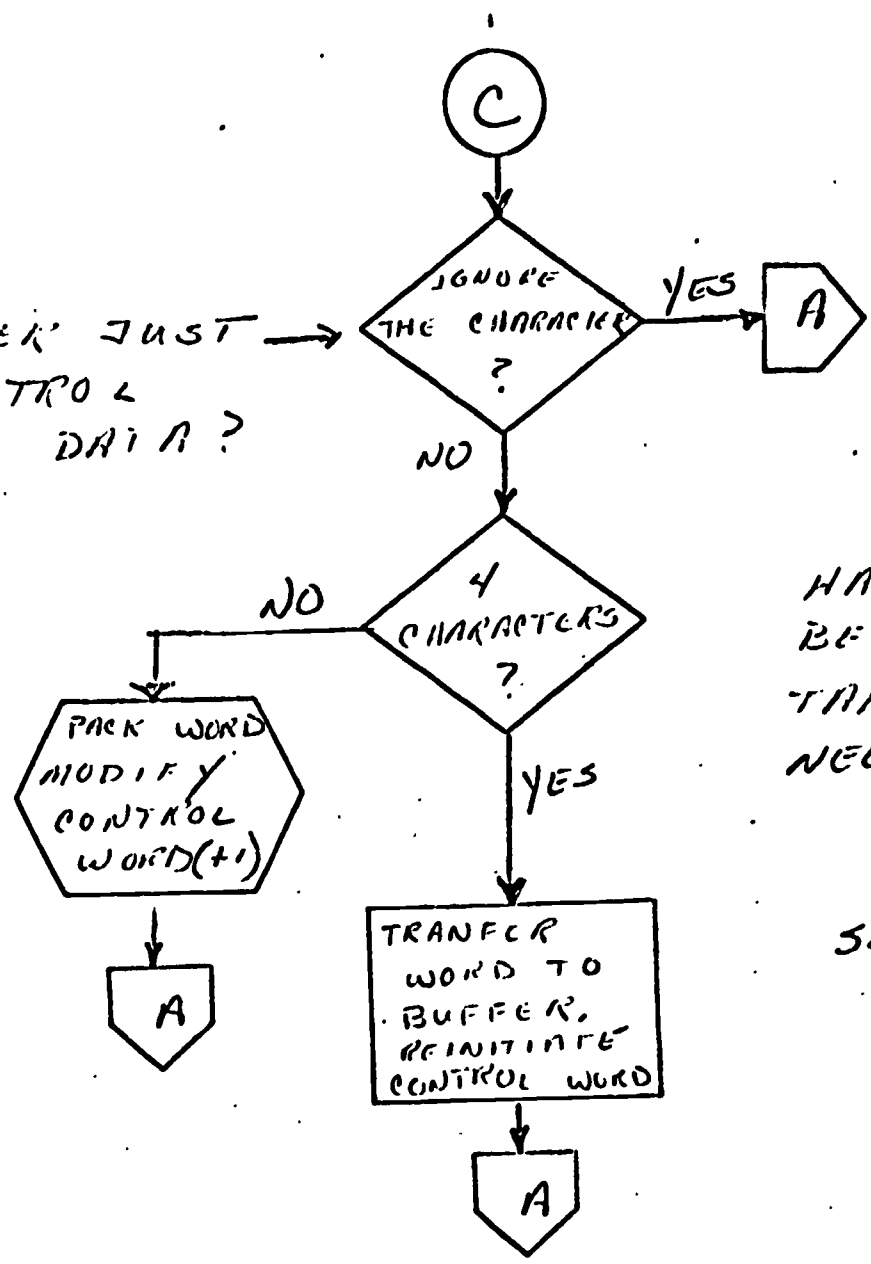 C
IGNORE
THE CHARACTER
?
YES
A
JUST
DATA?
NO
4
CHARACTERS
?
NO
PACK WORD
MODIFY
CONTROL
WORD(+1)
A
YES
TRANFER
WORD TO
BUFFER.
REINITIATE
CONTROL WORD
A
BE